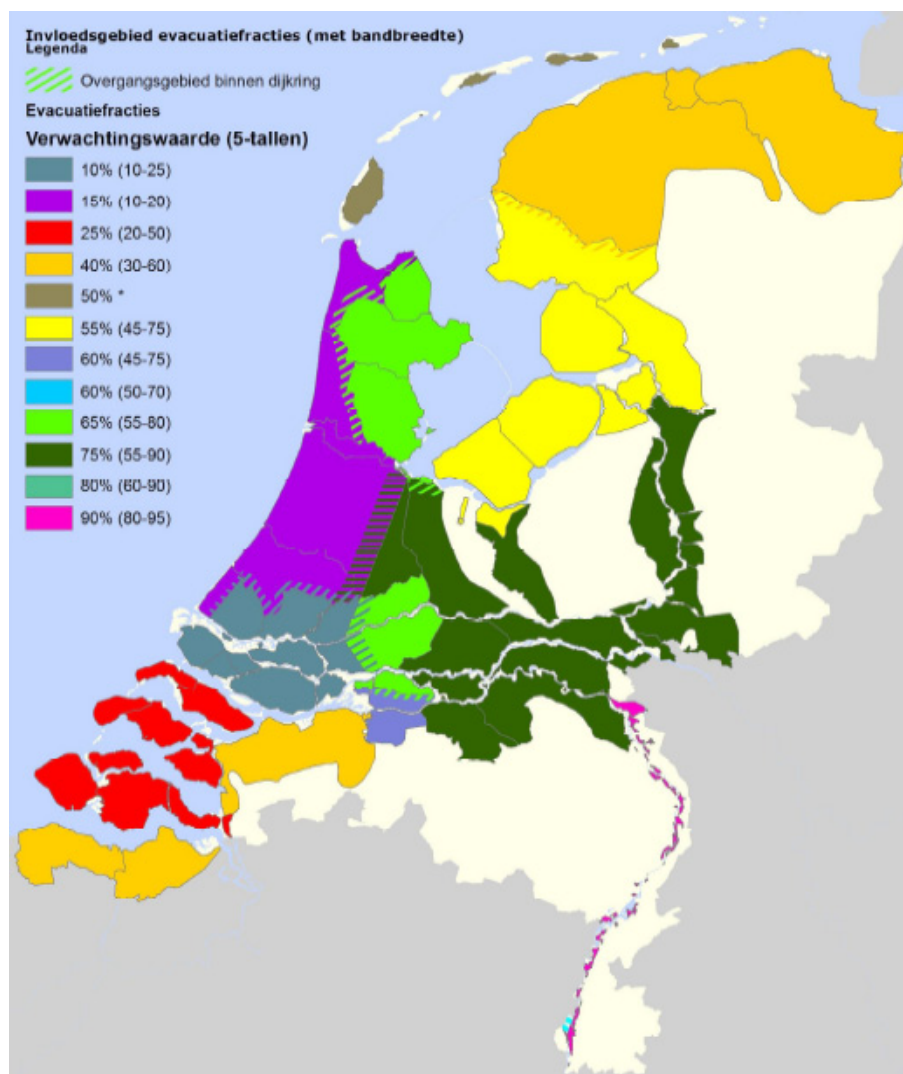 Invloedsgebied evacuatiefracties (met bandbreedte)
Legenda
Overgangsgebied binnen dijkring
Evacuatiefracties
Verwachtingswaarde (5-tallen)
10% (10-25)
15% (10-20)
25% (20-50)
40% (30-60)
50% *
55% (45-75)
60% (45-75)
60% (50-70)
65% (55-80)
75% (55-90)
80% (60-90)
90% (80-95)